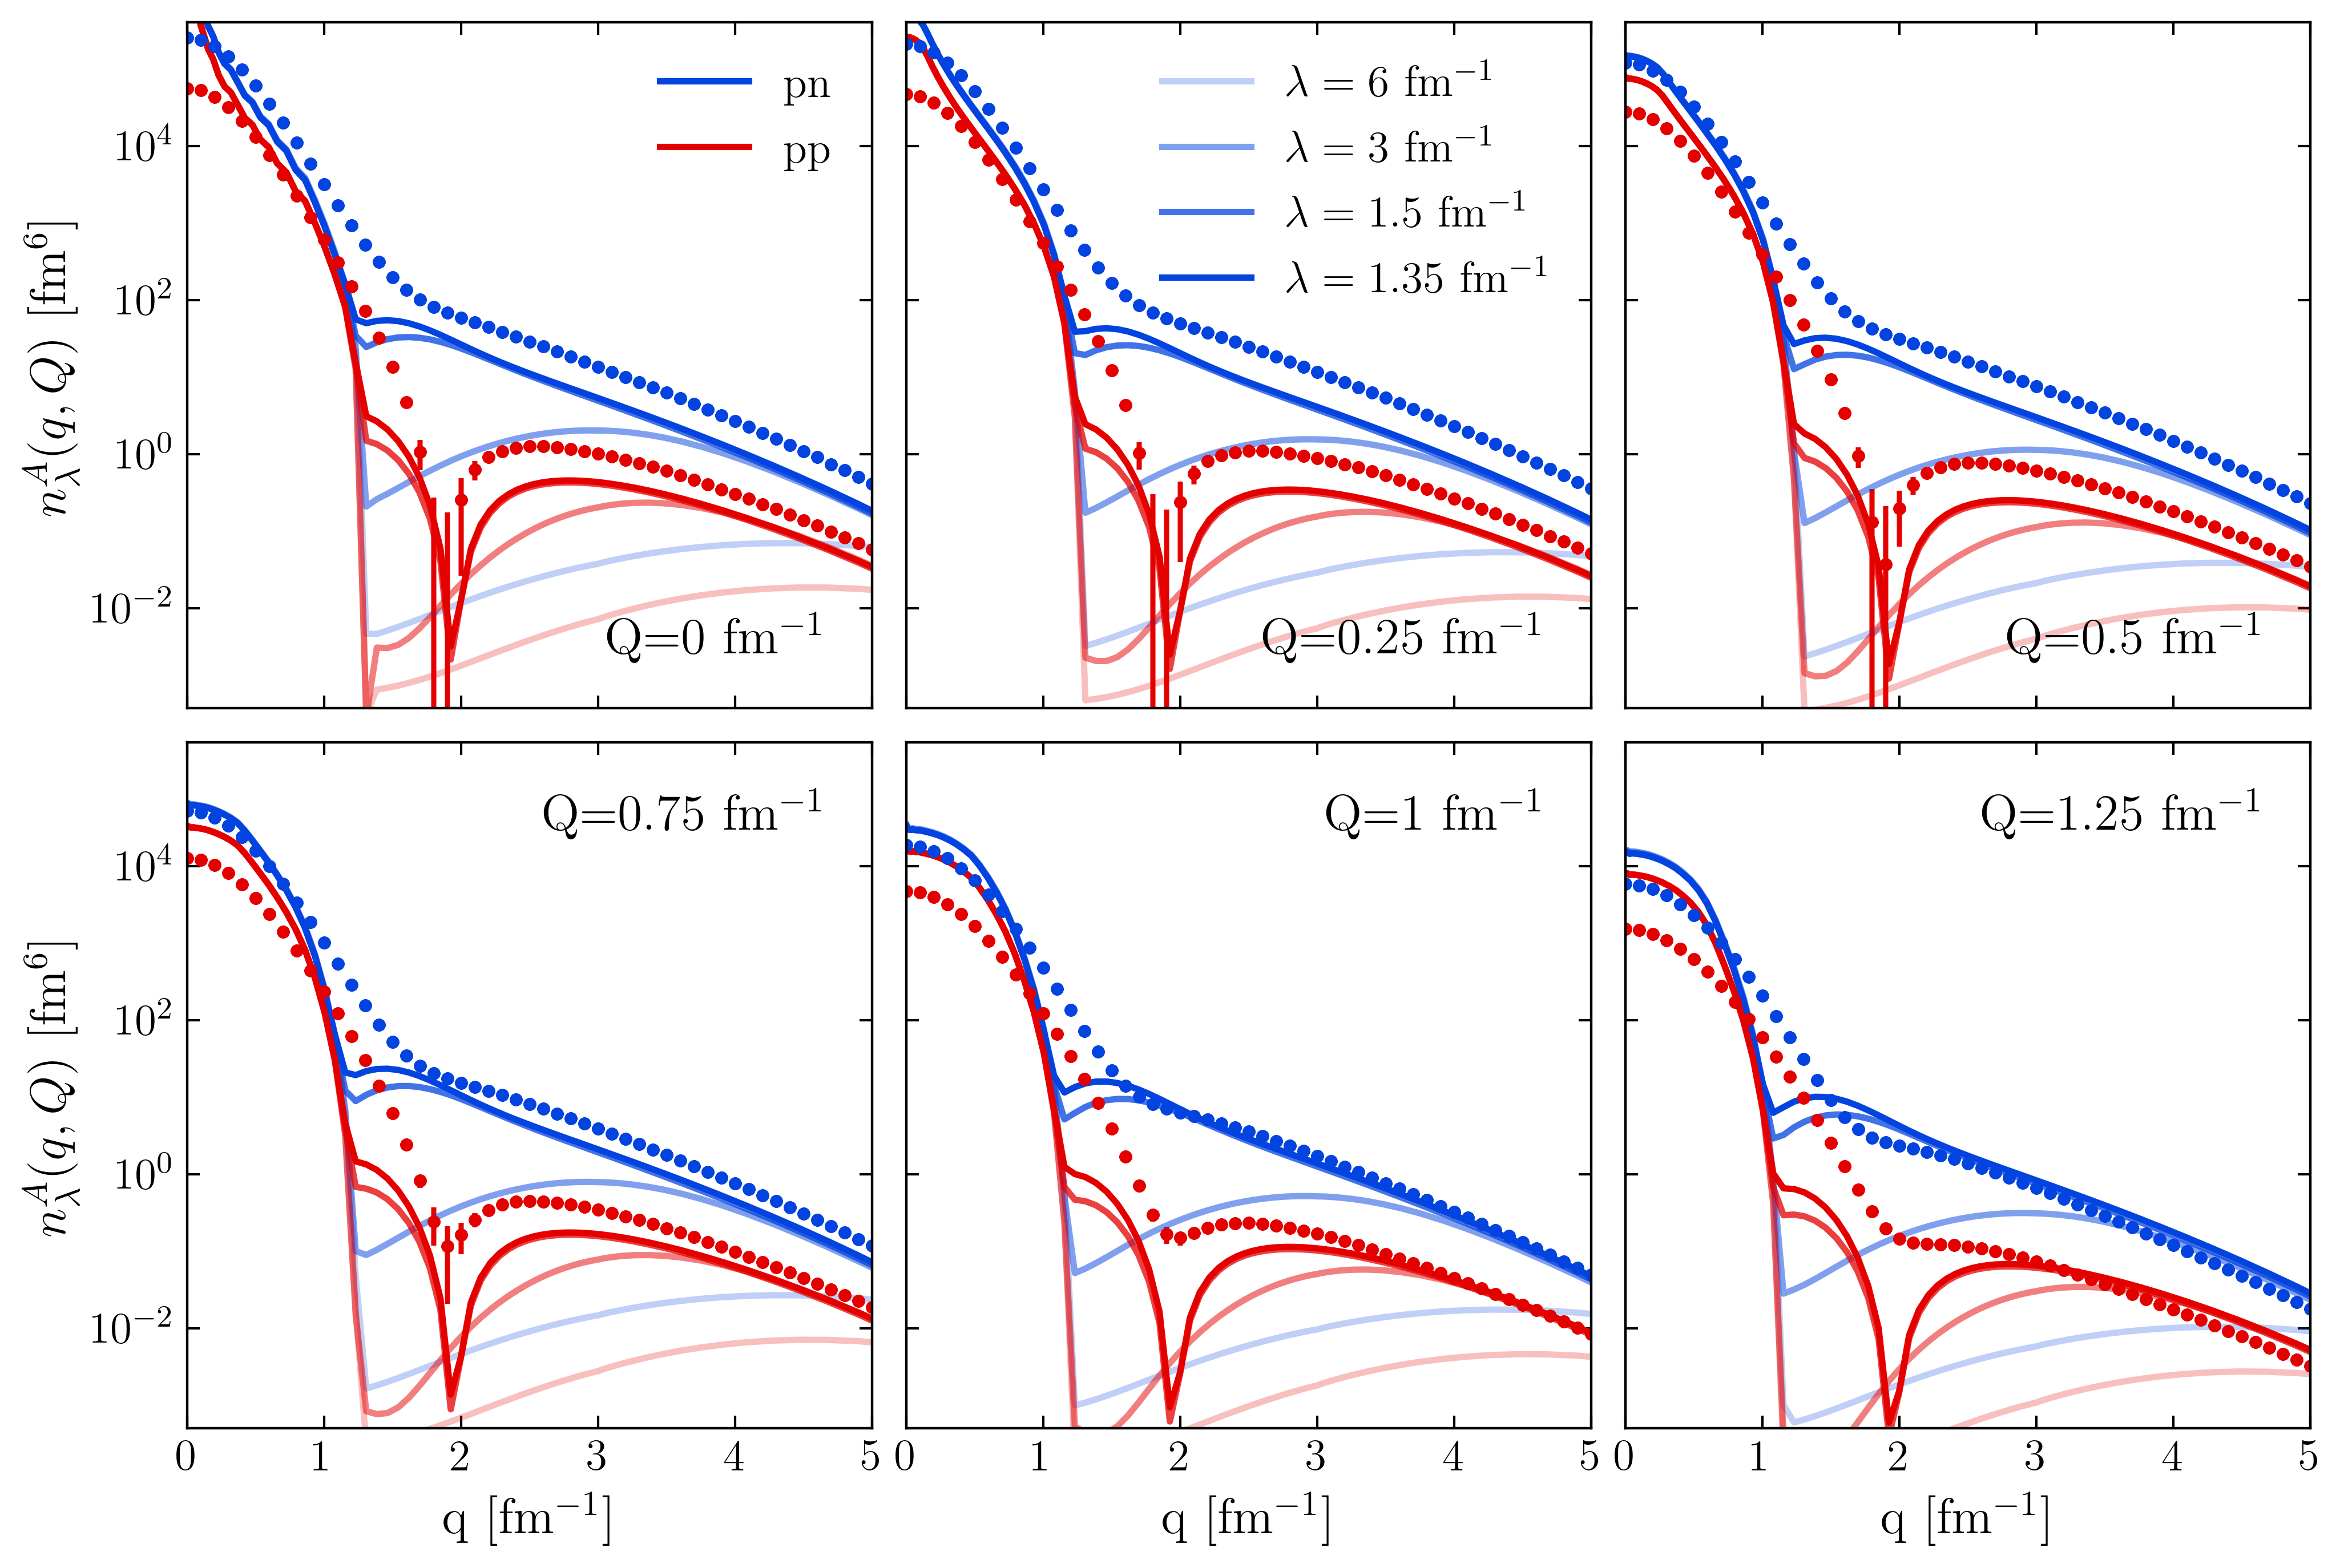 n_λ^A(q, Q) [fm⁶]
10⁴
10²
10⁰
10⁻²
pn
pp
Q=0 fm⁻¹
λ = 6 fm⁻¹
λ = 3 fm⁻¹
λ = 1.5 fm⁻¹
λ = 1.35 fm⁻¹
Q=0.25 fm⁻¹
Q=0.5 fm⁻¹
n_λ^A(q, Q) [fm⁶]
10⁴
10²
10⁰
10⁻²
Q=0.75 fm⁻¹
Q=1 fm⁻¹
Q=1.25 fm⁻¹
0 1 2 3 4 5
0 1 2 3 4 5
0 1 2 3 4 5
q [fm⁻¹]
q [fm⁻¹]
q [fm⁻¹]